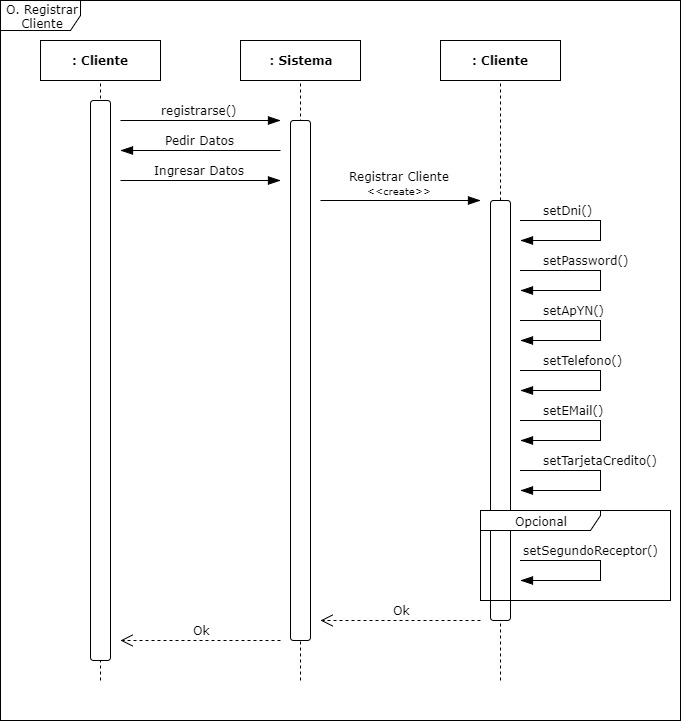 O. Registrar
Cliente
: Cliente
: Sistema
: Cliente
registrarse()
Pedir Datos
Ingresar Datos
Registrar Cliente
<<create>>
setDni()
setPassword()
setApYN()
setTelefono()
setEMail()
setTarjetaCredito()
Opcional
setSegundoReceptor()
Ok
Ok